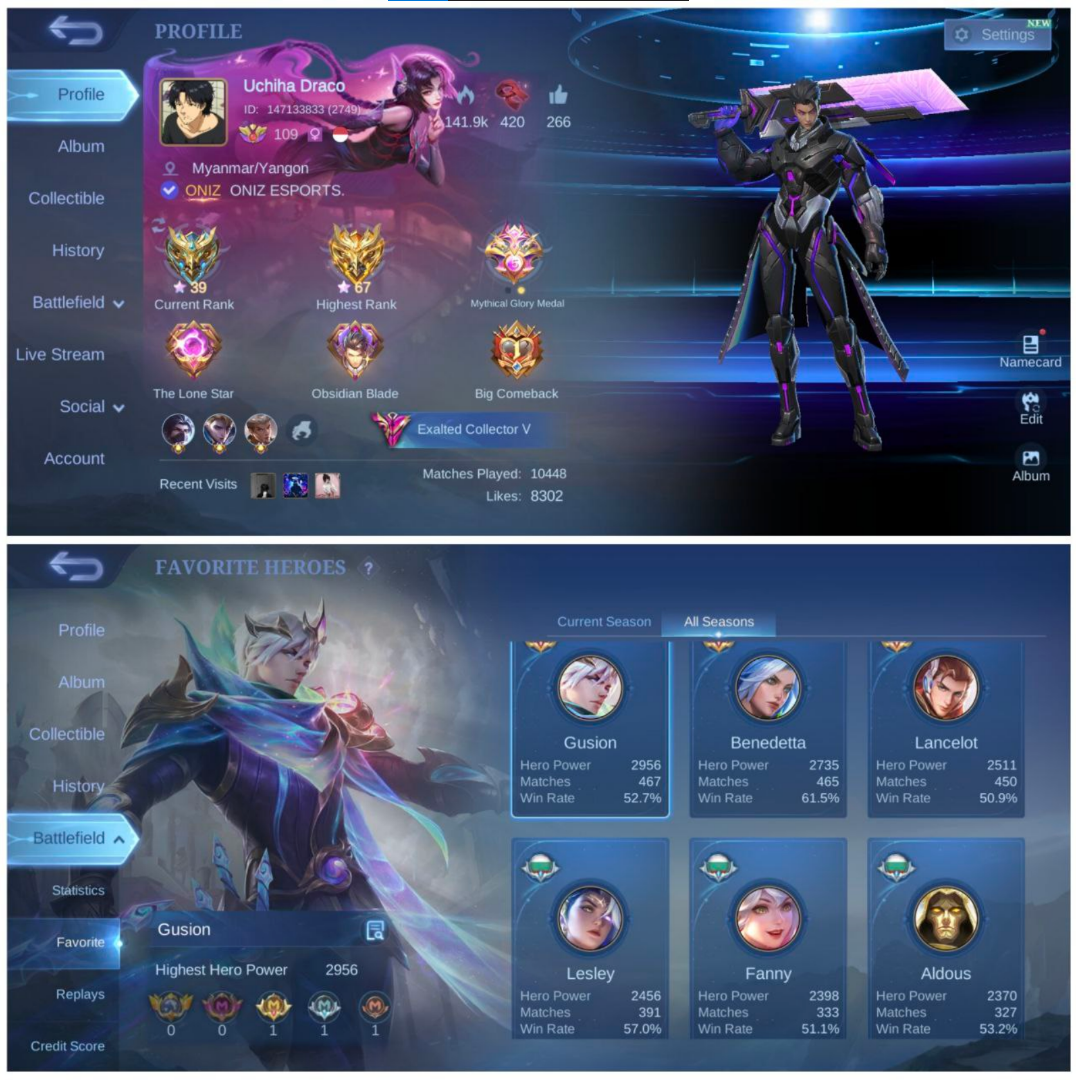 PROFILE
NEW
Settings
Profile
Album
Collectible
History
Battlefield
Live Stream
Social
Account
Uchiha Draco
ID: 147133833 (2749)
109
141.9k 420 266
Myanmar/Yangon
ONIZ ONIZ ESPORTS.
39 67
Current Rank Highest Rank Mythical Glory Medal
The Lone Star Obsidian Blade Big Comeback
Exalted Collector V
Recent Visits
Matches Played: 10448
Likes: 8302
Namecard
Edit
Album
FAVORITE HEROES ?
Profile
Album
Collectible
History
Battlefield
Statistics
Favorite
Replays
Credit Score
Gusion
Highest Hero Power 2956
0 0 1 1 1
Current Season All Seasons
Gusion
Hero Power 2956
Matches 467
Win Rate 52.7%
Benedetta
Hero Power 2735
Matches 465
Win Rate 61.5%
Lancelot
Hero Power 2511
Matches 450
Win Rate 50.9%
Lesley
Hero Power 2456
Matches 391
Win Rate 57.0%
Fanny
Hero Power 2398
Matches 333
Win Rate 51.1%
Aldous
Hero Power 2370
Matches 327
Win Rate 53.2%